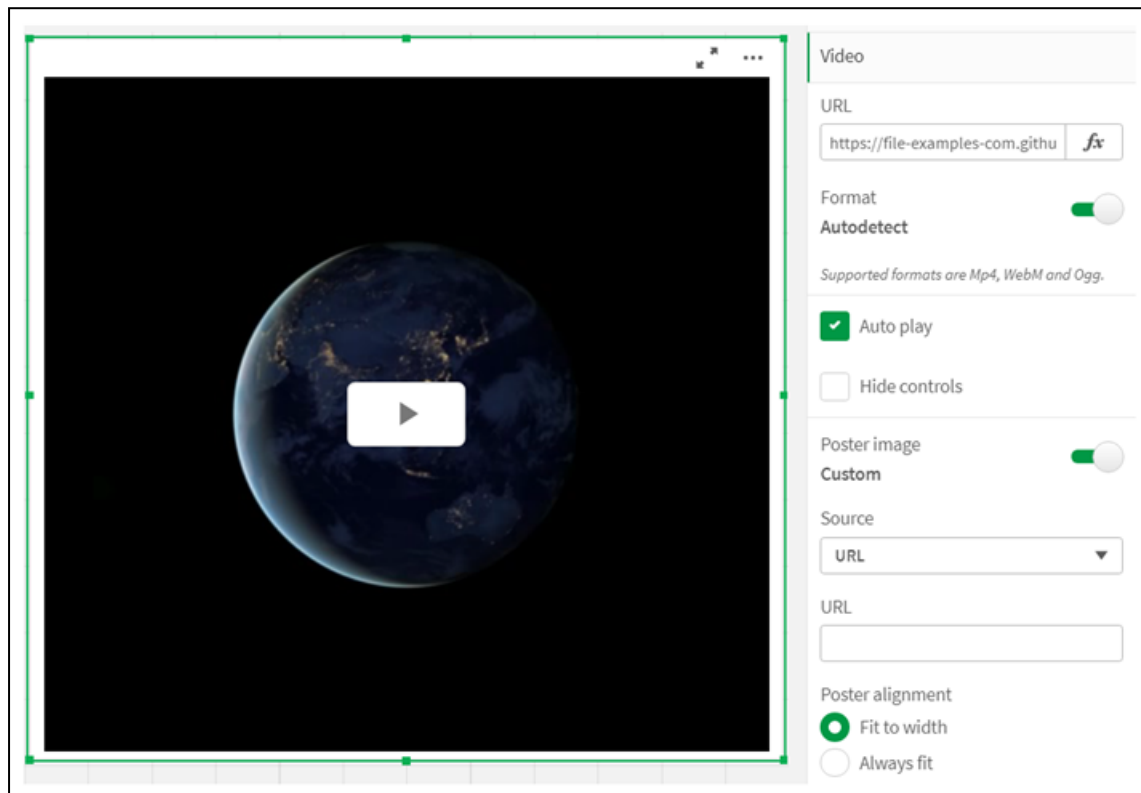 Video
URL
https://file-examples-com.githu
fx
Format
Autodetect
Supported formats are Mp4, WebM and Ogg.
Auto play
Hide controls
Poster image
Custom
Source
URL
URL
Poster alignment
Fit to width
Always fit